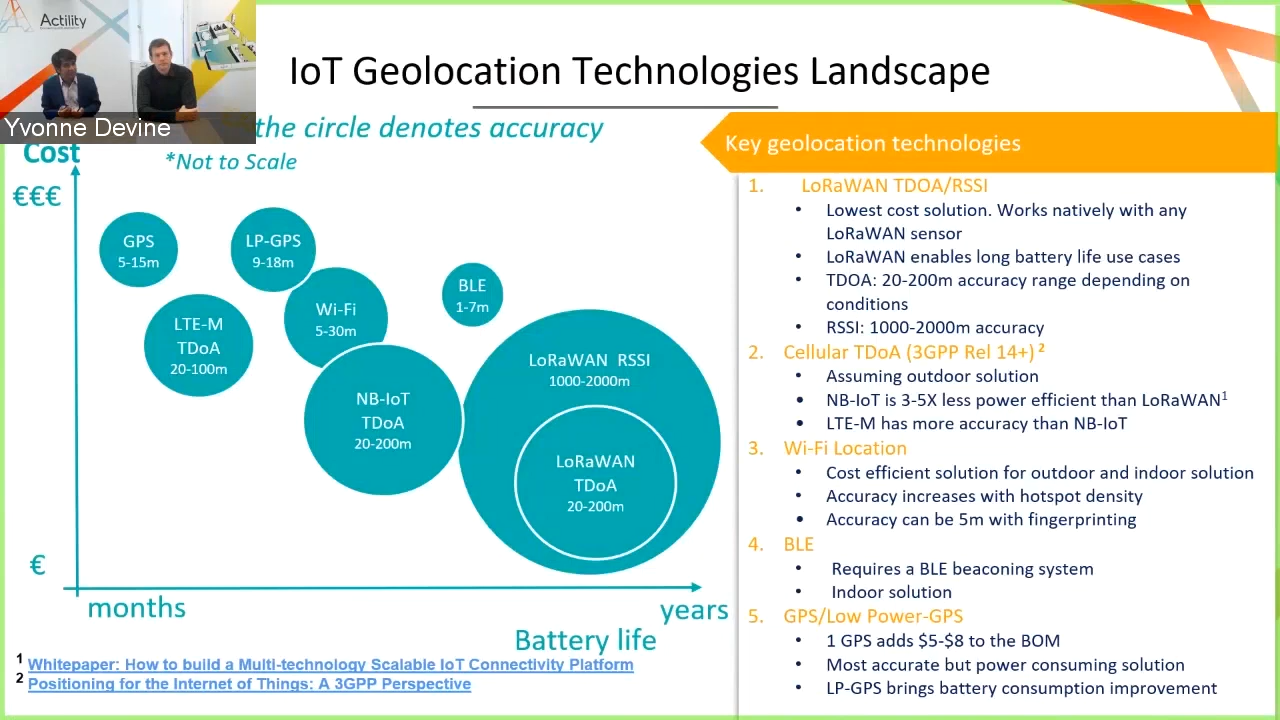 Actility
Yvonne Devine
IoT Geolocation Technologies Landscape
the circle denotes accuracy
*Not to Scale
Cost
€€€
€
GPS
5-15m
LP-GPS
9-18m
LTE-M
TDoA
20-100m
Wi-Fi
5-30m
BLE
1-7m
NB-IoT
TDoA
20-200m
LoRaWAN RSSI
1000-2000m
LoRaWAN
TDoA
20-200m
months
years
Battery life
1 Whitepaper: How to build a Multi-technology Scalable IoT Connectivity Platform
2 Positioning for the Internet of Things: A 3GPP Perspective
Key geolocation technologies
1. LoRaWAN TDOA/RSSI
• Lowest cost solution. Works natively with any
LoRaWAN sensor
• LoRaWAN enables long battery life use cases
• TDOA: 20-200m accuracy range depending on
conditions
• RSSI: 1000-2000m accuracy
2. Cellular TDoA (3GPP Rel 14+) 2
• Assuming outdoor solution
• NB-IoT is 3-5X less power efficient than LoRaWAN1
• LTE-M has more accuracy than NB-IoT
3. Wi-Fi Location
• Cost efficient solution for outdoor and indoor solution
• Accuracy increases with hotspot density
• Accuracy can be 5m with fingerprinting
4. BLE
• Requires a BLE beaconing system
• Indoor solution
5. GPS/Low Power-GPS
• 1 GPS adds $5-$8 to the BOM
• Most accurate but power consuming solution
• LP-GPS brings battery consumption improvement